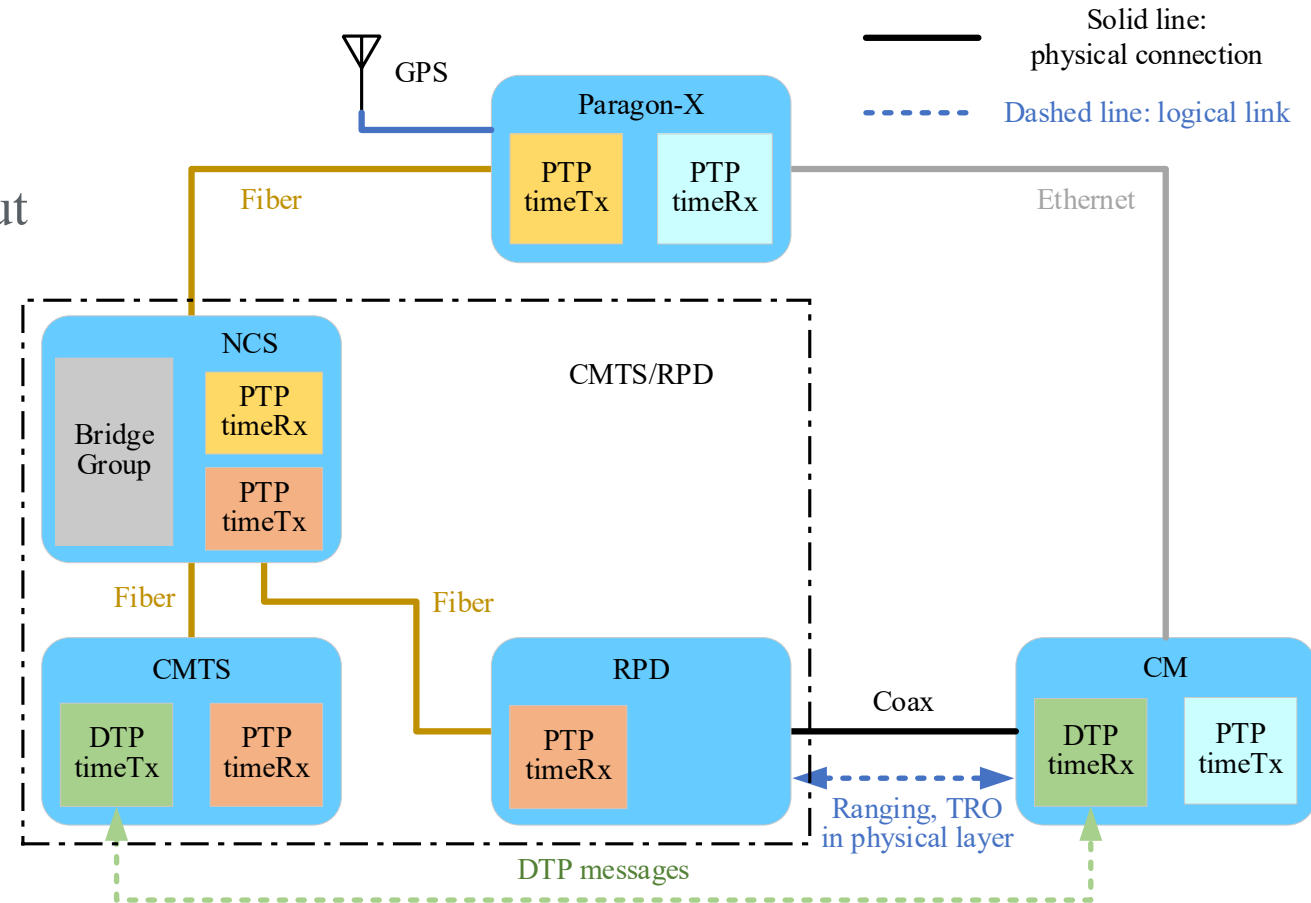 Solid line:
physical connection
GPS
Paragon-X
Dashed line: logical link
PTP
timeTx
PTP
timeRx
Fiber
Ethernet
ut
NCS
CMTS/RPD
PTP
timeRx
Bridge
Group
PTP
timeTx
Fiber
Fiber
CMTS
RPD
CM
Coax
DTP
timeTx
PTP
timeRx
PTP
timeRx
DTP
timeRx
PTP
timeTx
Ranging, TRO
in physical layer
DTP messages